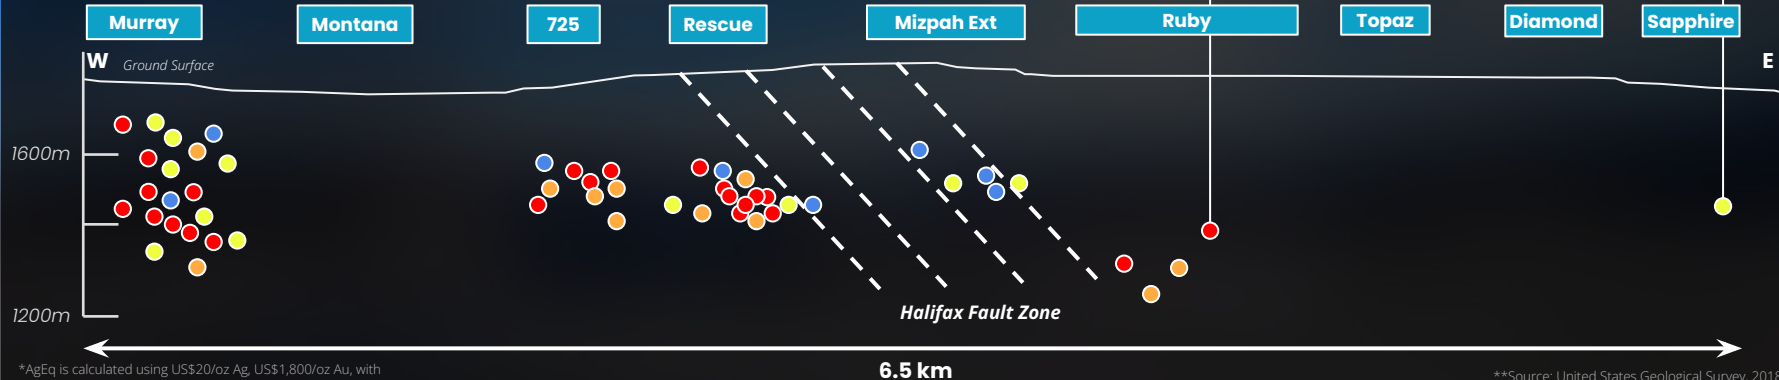 Murray
Montana
725
Rescue
Mizpah Ext
Ruby
Topaz
Diamond
Sapphire
W
Ground Surface
E
1600m
1200m
Halifax Fault Zone
6.5 km
*AgEq is calculated using US$20/oz Ag, US$1,800/oz Au, with
**Source: United States Geological Survey, 2018